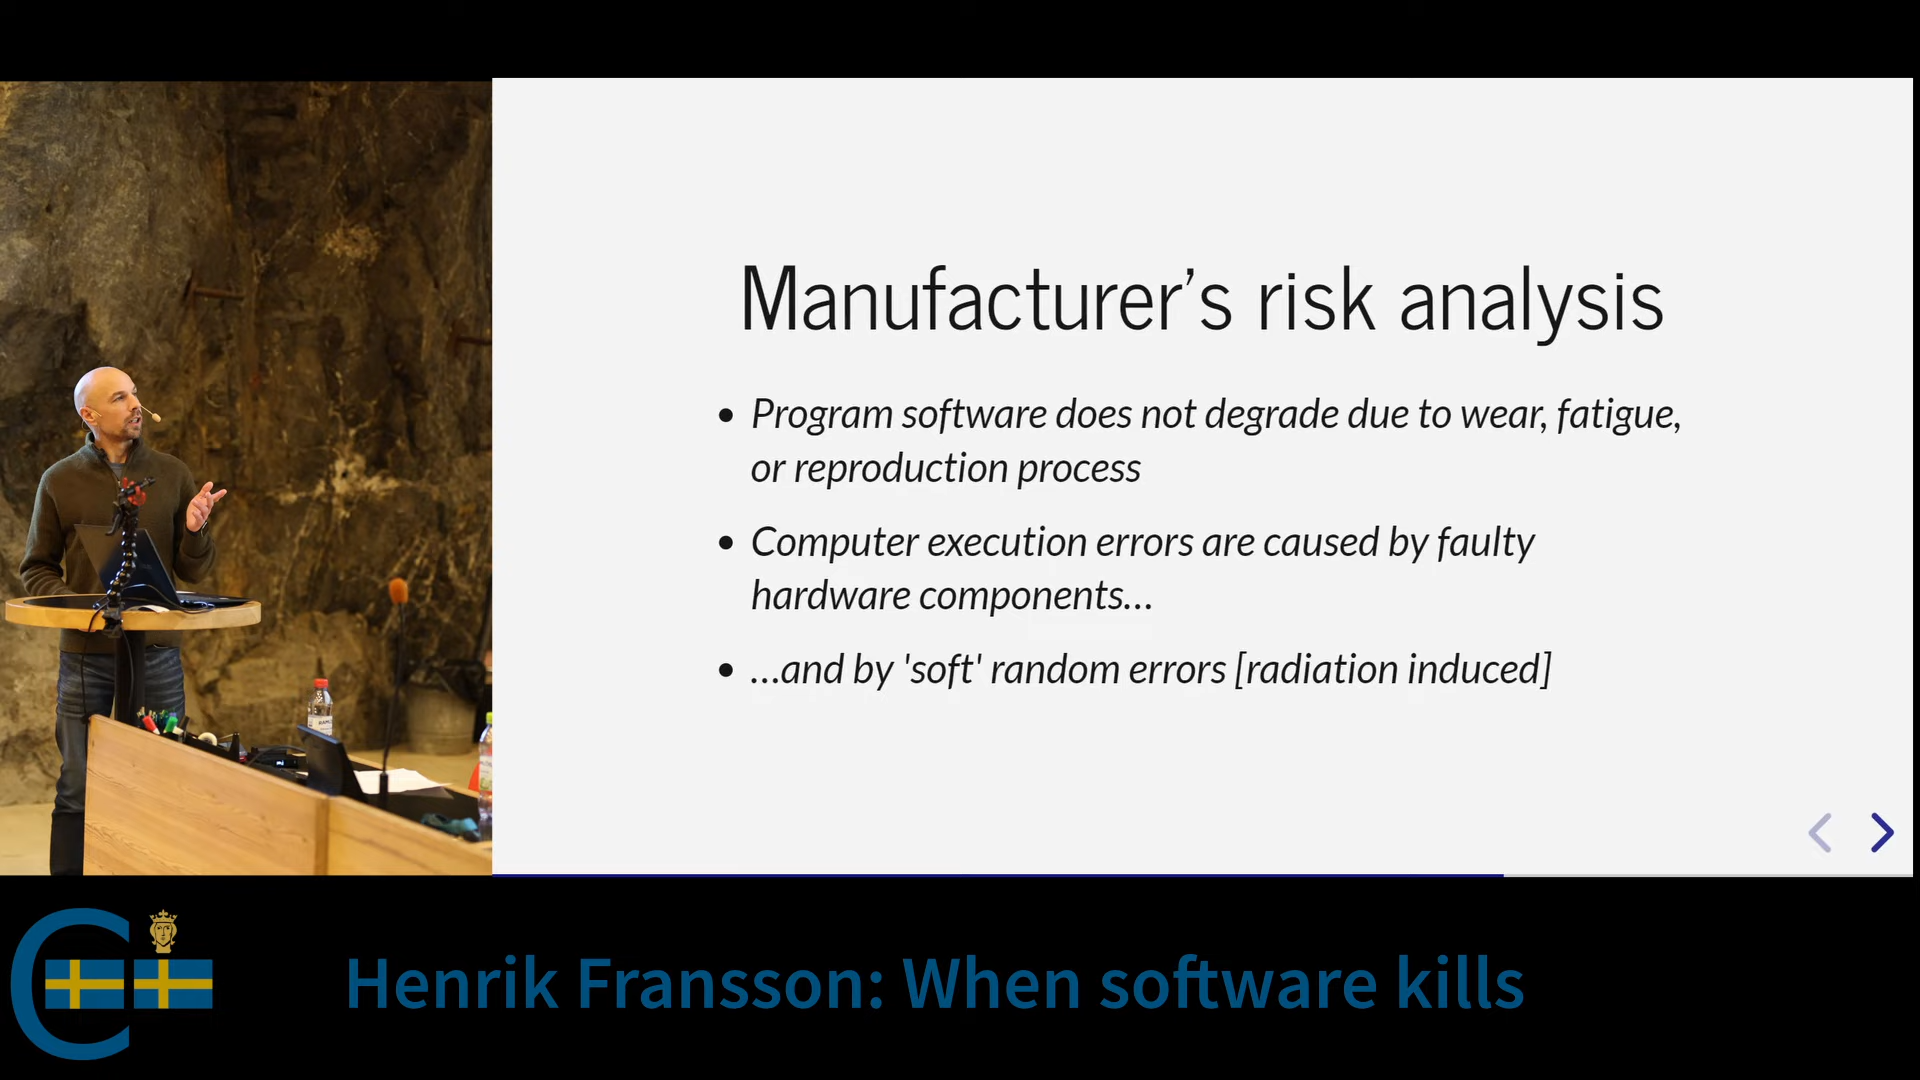 Manufacturer’s risk analysis
• Program software does not degrade due to wear, fatigue,
or reproduction process
• Computer execution errors are caused by faulty
hardware components…
• …and by 'soft' random errors [radiation induced]
Henrik Fransson: When software kills